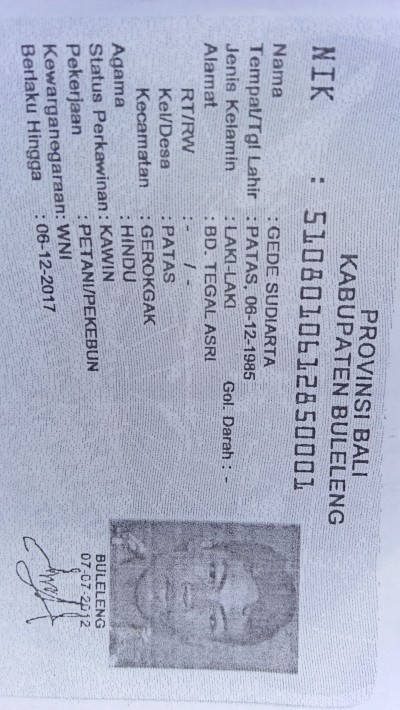 PROVINSI BALI
KABUPATEN BULELENG
NIK : 5108010612850001
Nama : GEDE SUDIARTA
Tempat/Tgl Lahir : PATAS, 06-12-1985
Jenis Kelamin : LAKI-LAKI Gol. Darah : -
Alamat : BD. TEGAL ASRI
RT/RW : - / -
Kel/Desa : PATAS
Kecamatan : GEROKGAK
Agama : HINDU
Status Perkawinan : KAWIN
Pekerjaan : PETANI/PEKEBUN
Kewarganegaraan: WNI
Berlaku Hingga : 06-12-2017
BULELENG
07-07-2012